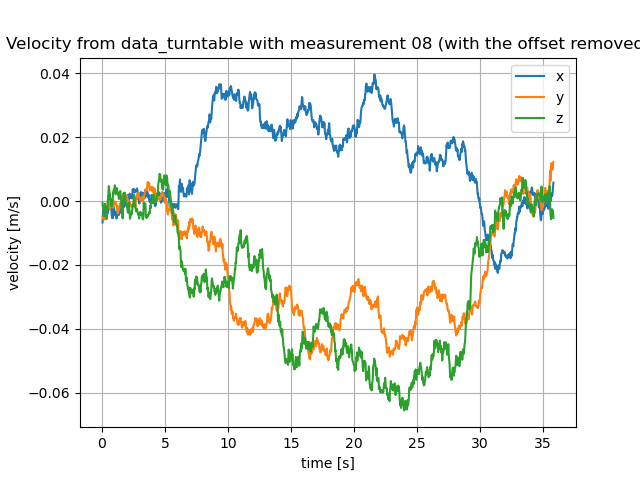 Velocity from data_turntable with measurement 08 (with the offset removed
x
y
z
0.04
0.02
0.00
−0.02
−0.04
−0.06
velocity [m/s]
0 5 10 15 20 25 30 35
time [s]